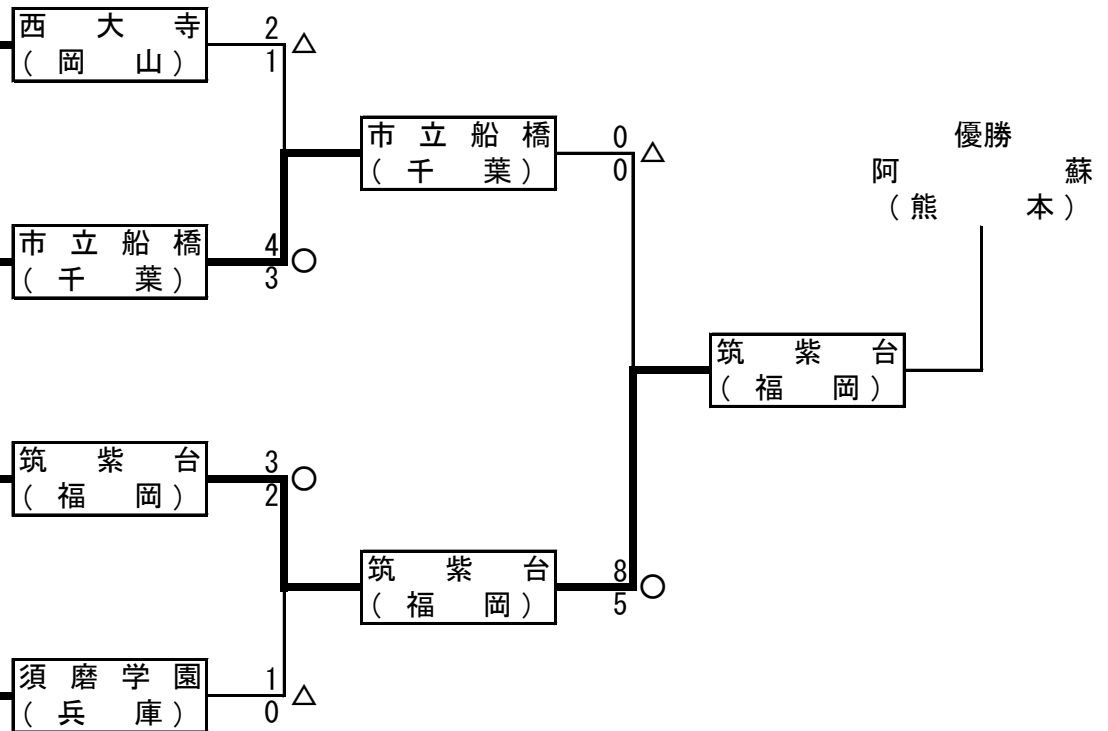 西大寺
(岡山)
2
1
△
市立船橋
(千葉)
4
3
○
市立船橋
(千葉)
0
0
△
筑紫台
(福岡)
3
2
○
須磨学園
(兵庫)
1
0
△
筑紫台
(福岡)
8
5
○
筑紫台
(福岡)
優勝
阿蘇
(熊本)